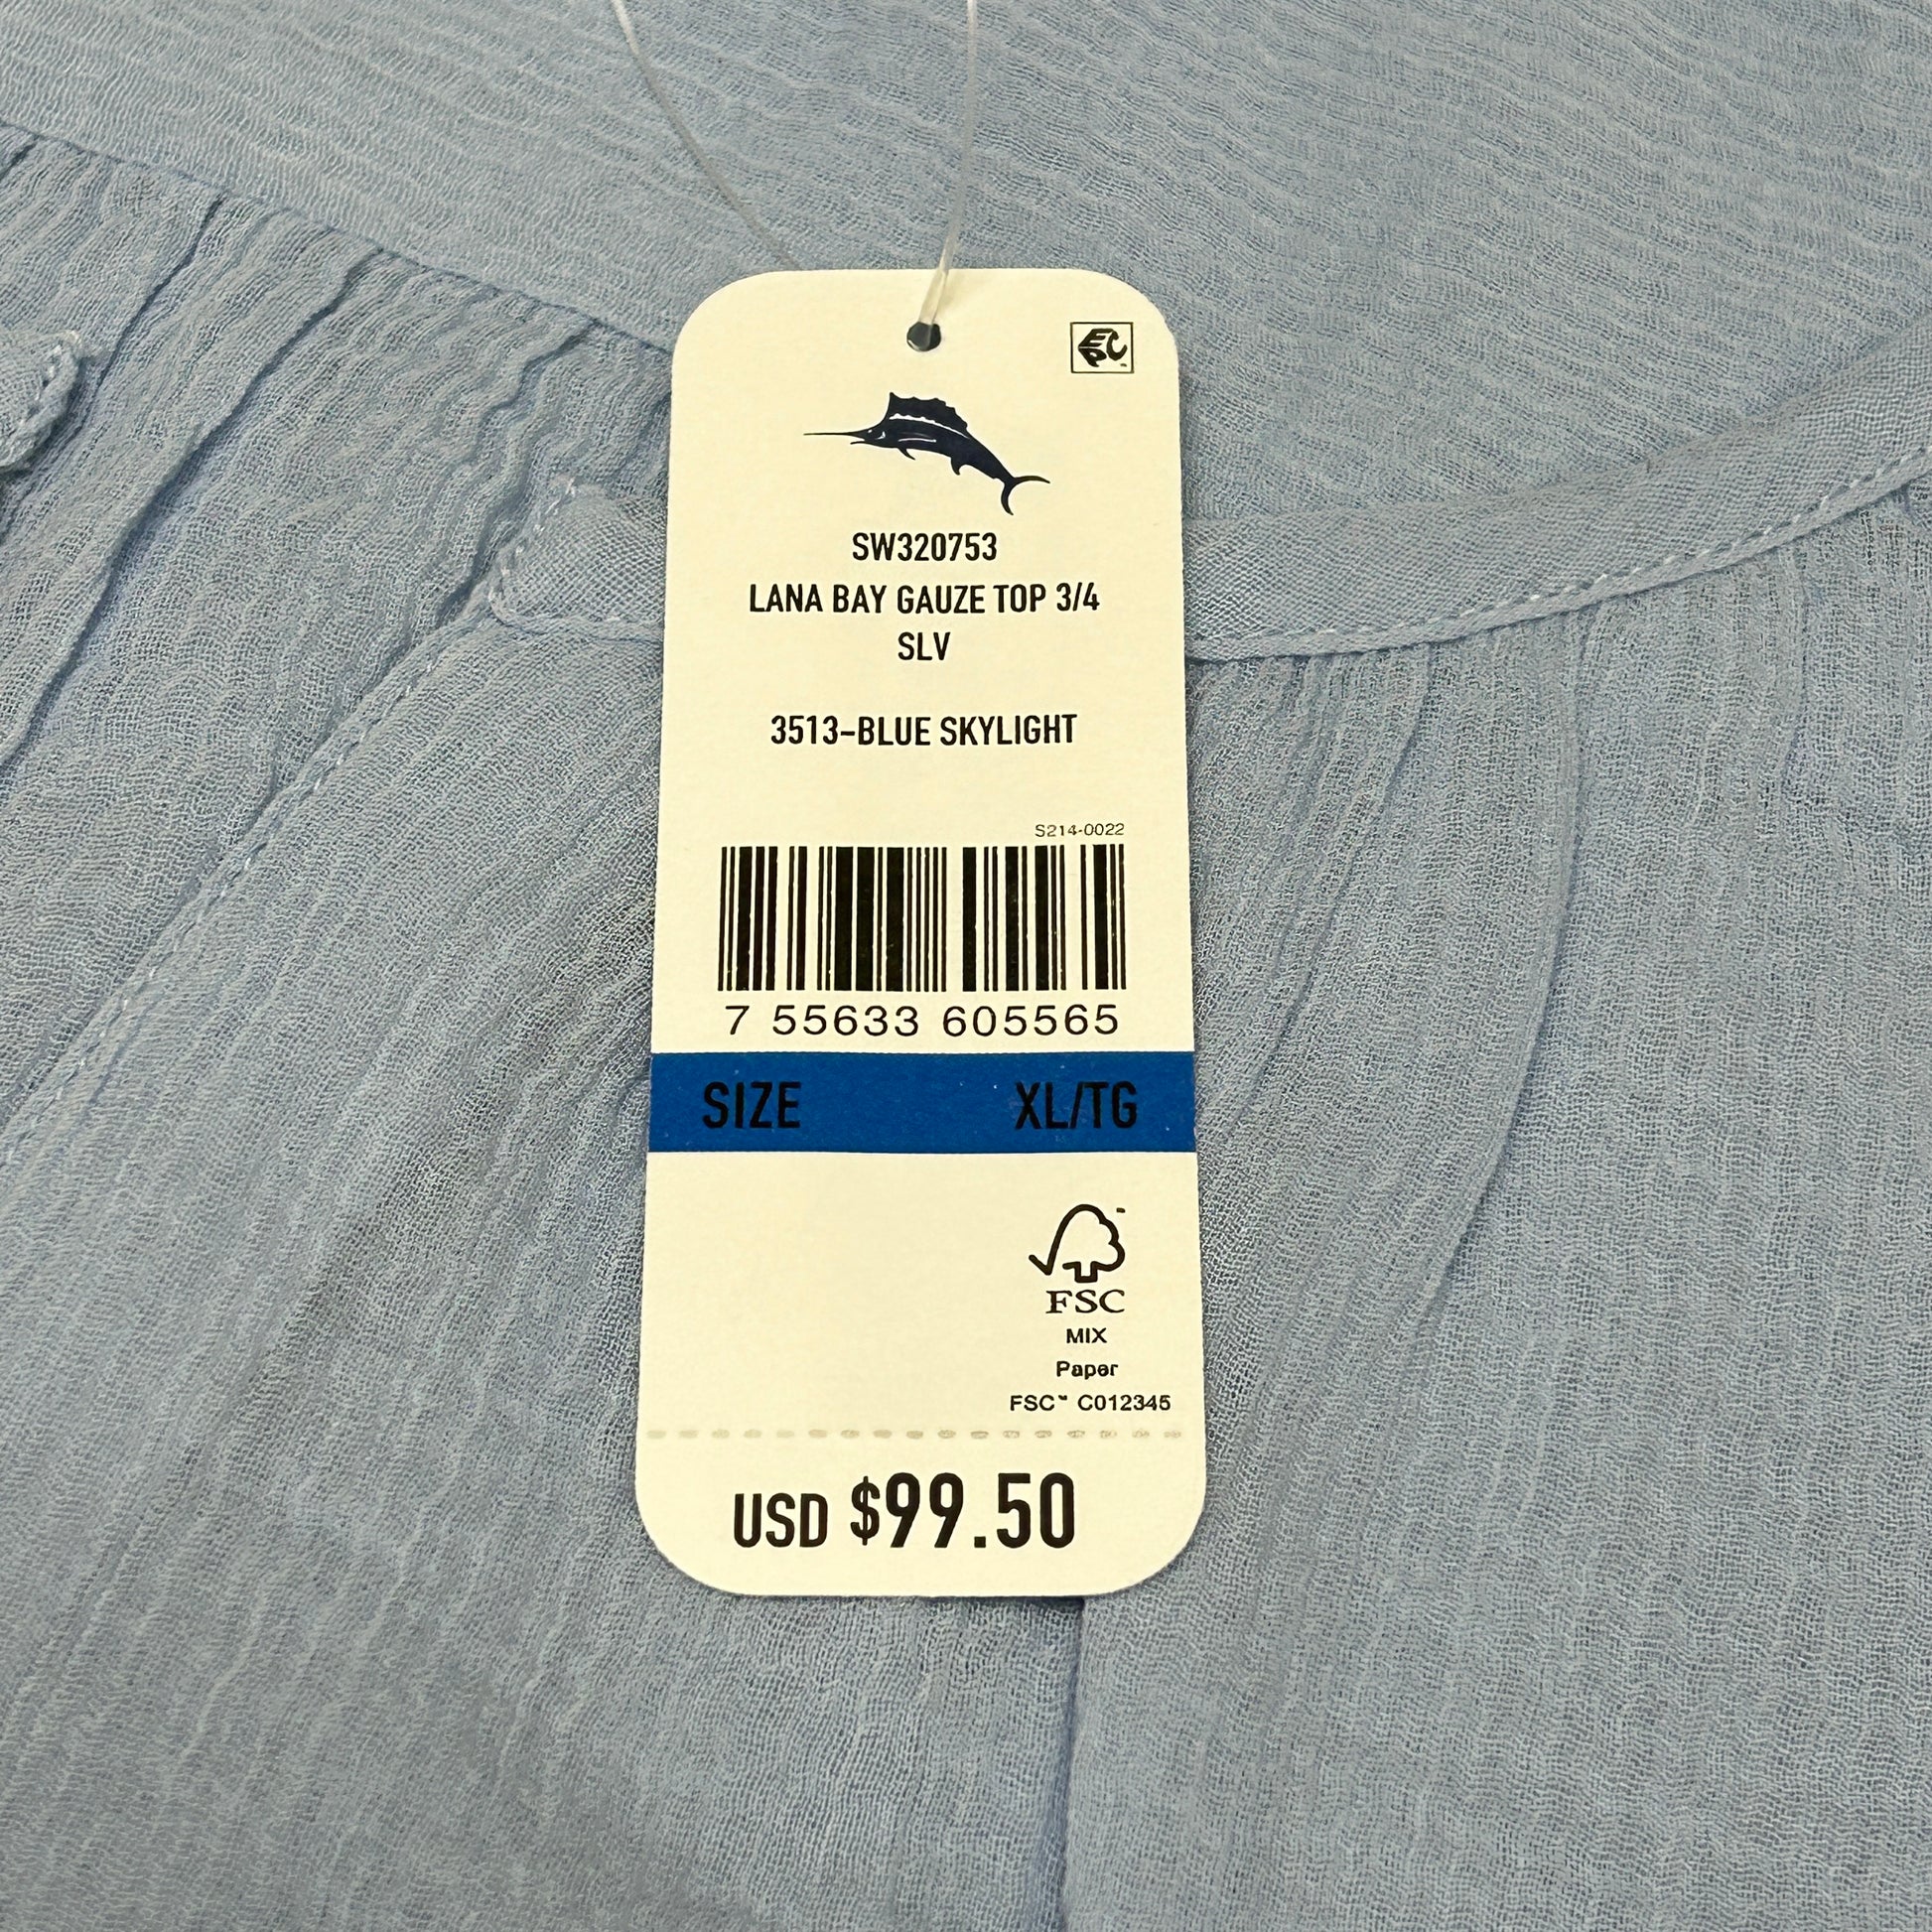 EPC
SW320753
LANA BAY GAUZE TOP 3/4
SLV
3513-BLUE SKYLIGHT
S214-0022
7 55633 605565
SIZE XL/TG
FSC
MIX
Paper
FSC™ C012345
USD $99.50